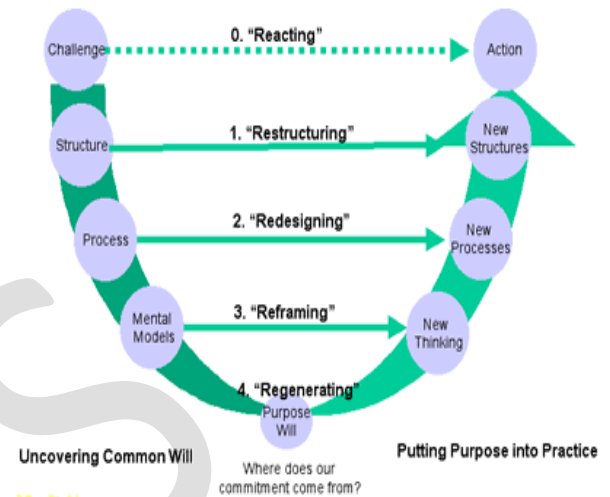 0. “Reacting”
Challenge
Action
1. “Restructuring”
Structure
New
Structures
2. “Redesigning”
Process
New
Processes
3. “Reframing”
Mental
Models
New
Thinking
4. “Regenerating”
Purpose
Will
Uncovering Common Will
Putting Purpose into Practice
Where does our
commitment come from?